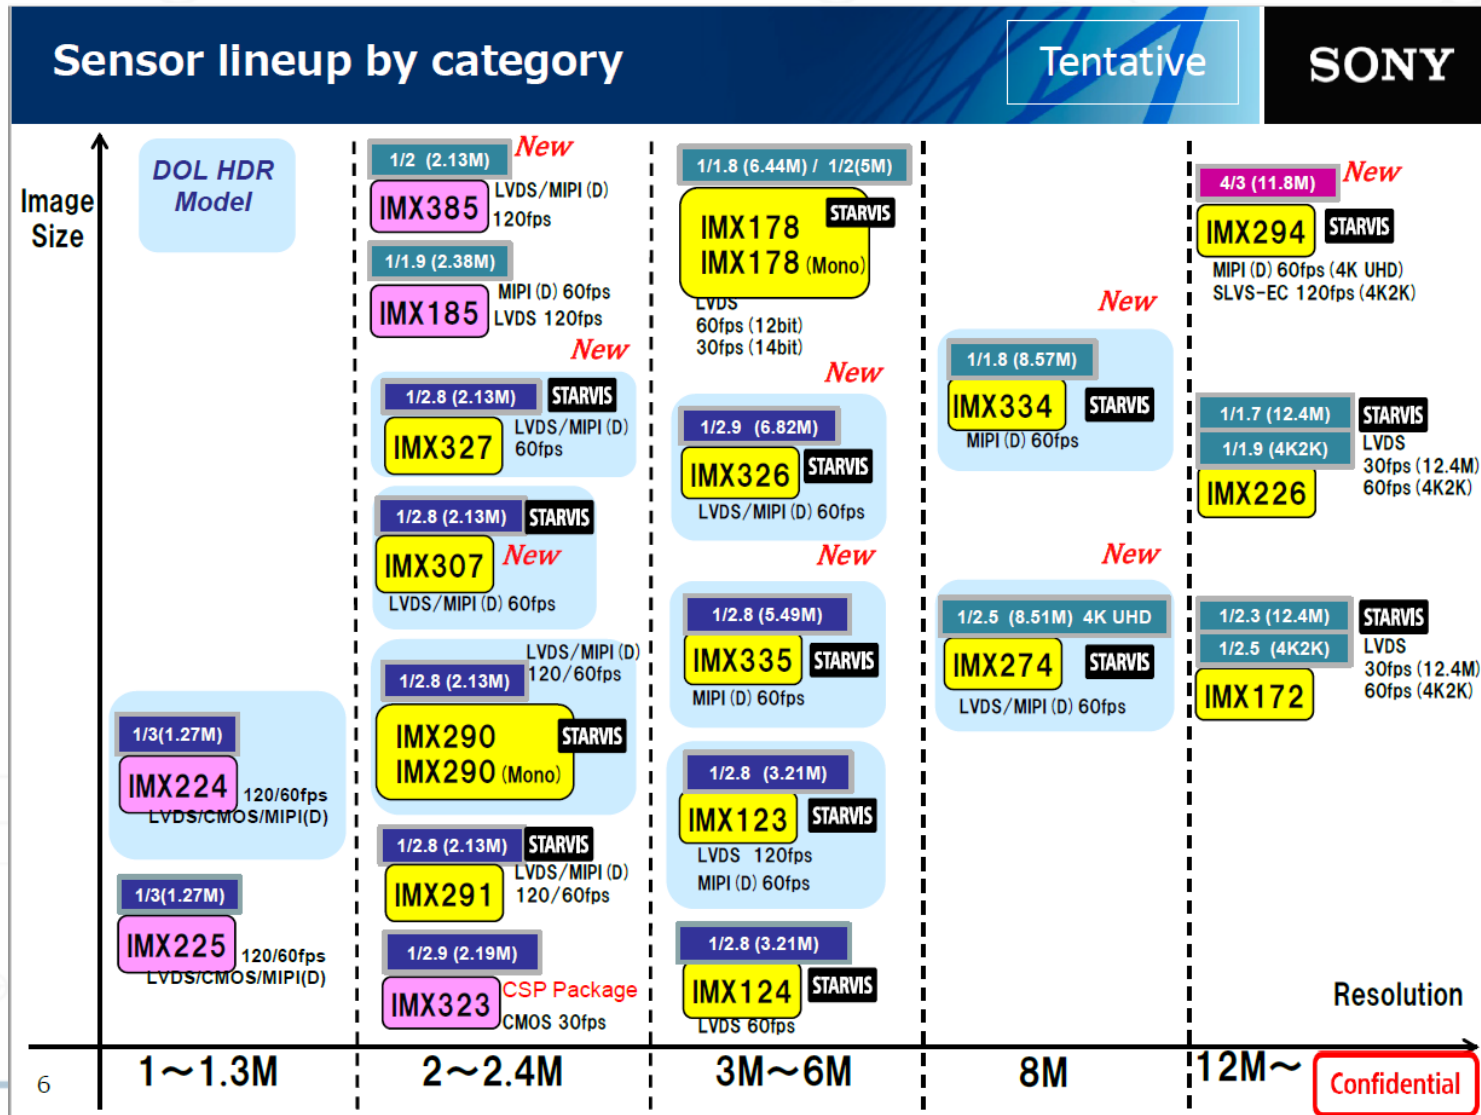 Sensor lineup by category
Tentative
SONY
Image
Size
DOL HDR
Model
1/3(1.27M)
IMX224
120/60fps
LVDS/CMOS/MIPI(D)
1/3(1.27M)
IMX225
120/60fps
LVDS/CMOS/MIPI(D)
1/2 (2.13M)
New
IMX385
LVDS/MIPI(D)
120fps
1/1.9 (2.38M)
IMX185
MIPI(D) 60fps
LVDS 120fps
New
1/2.8 (2.13M)
STARVIS
IMX327
LVDS/MIPI(D)
60fps
1/2.8 (2.13M)
STARVIS
IMX307
New
LVDS/MIPI(D) 60fps
LVDS/MIPI(D)
120/60fps
1/2.8 (2.13M)
IMX290
IMX290 (Mono)
STARVIS
1/2.8 (2.13M)
STARVIS
IMX291
LVDS/MIPI(D)
120/60fps
1/2.9 (2.19M)
IMX323
CSP Package
CMOS 30fps
1/1.8 (6.44M) / 1/2(5M)
STARVIS
IMX178
IMX178 (Mono)
LVDS
60fps (12bit)
30fps (14bit)
New
1/2.9 (6.82M)
IMX326
STARVIS
LVDS/MIPI(D) 60fps
New
1/2.8 (5.49M)
IMX335
STARVIS
MIPI(D) 60fps
1/2.8 (3.21M)
IMX123
STARVIS
LVDS 120fps
MIPI(D) 60fps
1/2.8 (3.21M)
IMX124
STARVIS
LVDS 60fps
New
1/1.8 (8.57M)
IMX334
STARVIS
MIPI(D) 60fps
New
1/2.5 (8.51M) 4K UHD
IMX274
STARVIS
LVDS/MIPI(D) 60fps
4/3 (11.8M)
New
IMX294
STARVIS
MIPI(D) 60fps (4K UHD)
SLVS-EC 120fps (4K2K)
1/1.7 (12.4M)
STARVIS
1/1.9 (4K2K)
IMX226
LVDS
30fps (12.4M)
60fps (4K2K)
1/2.3 (12.4M)
STARVIS
1/2.5 (4K2K)
IMX172
LVDS
30fps (12.4M)
60fps (4K2K)
Resolution
1～1.3M
2～2.4M
3M～6M
8M
12M～
Confidential
6